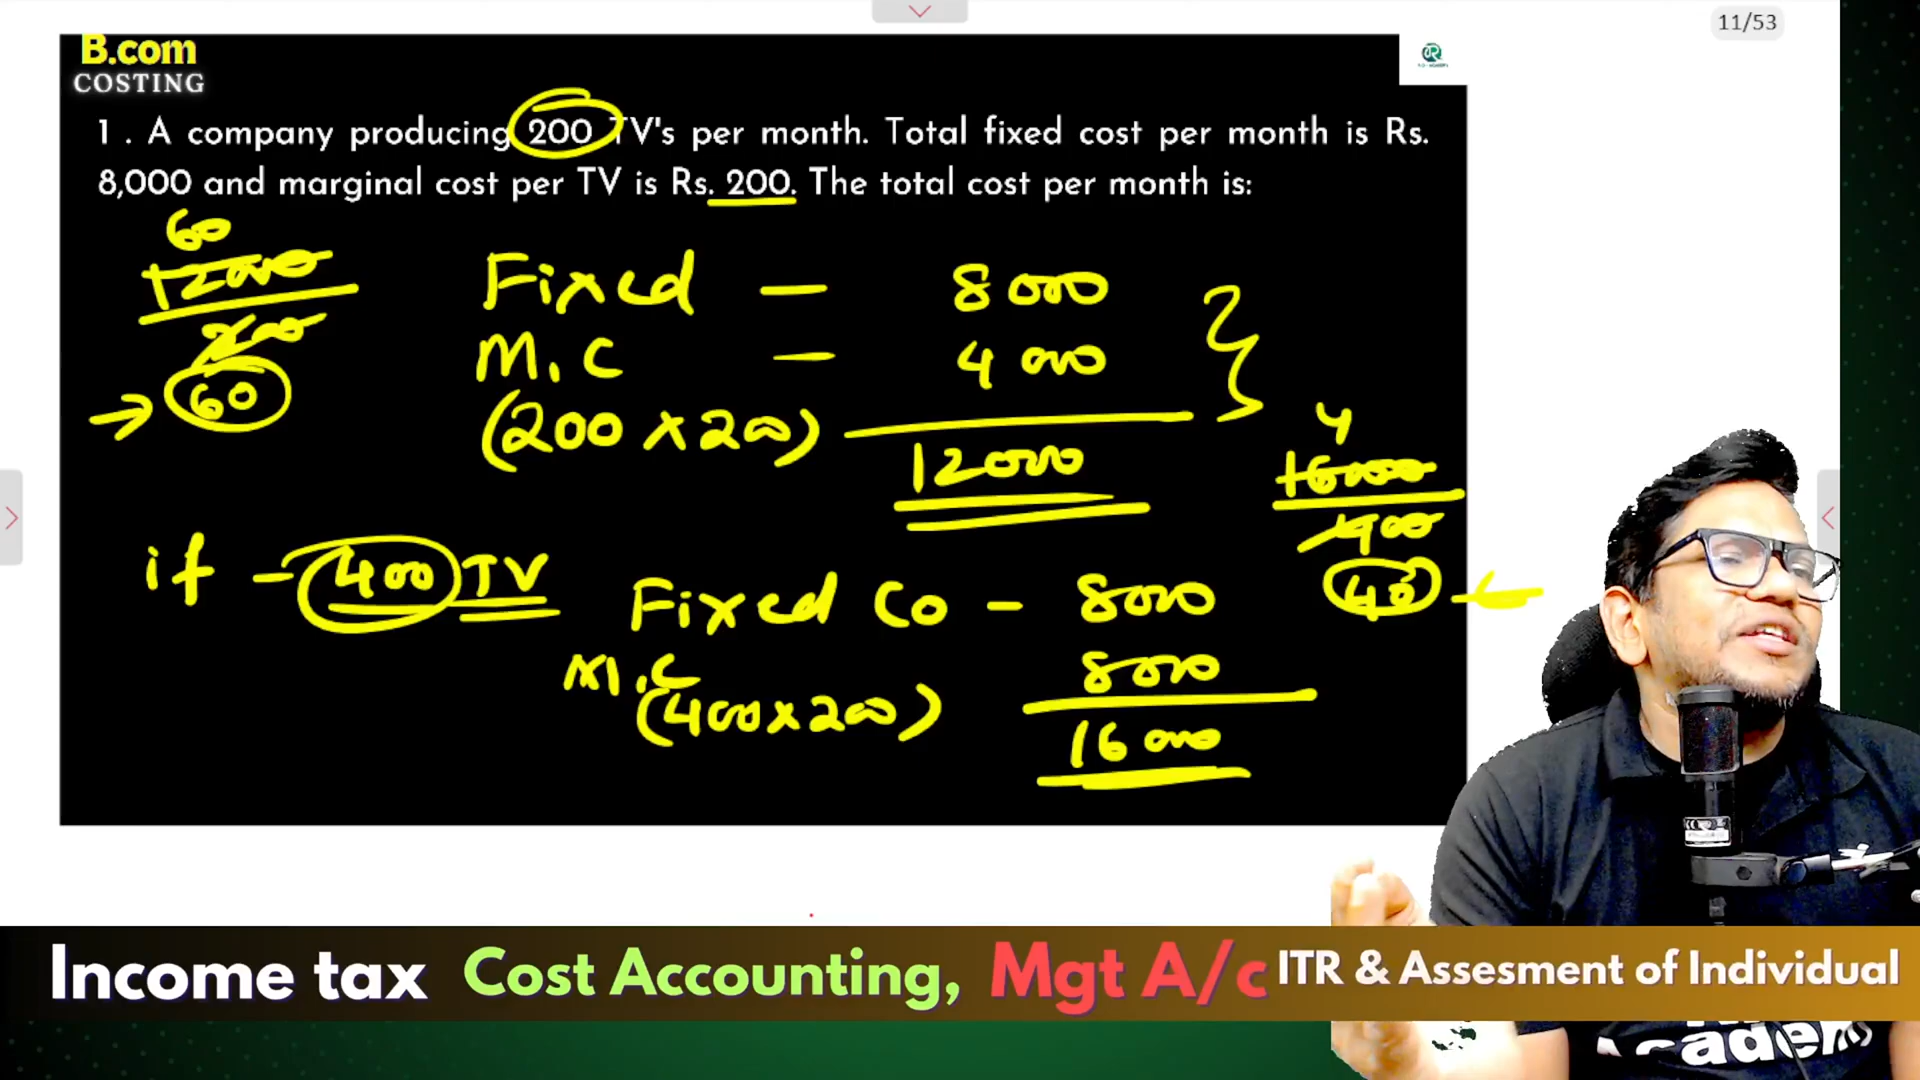 11/53
B.com
COSTING
1 . A company producing 200 TV's per month. Total fixed cost per month is Rs.
8,000 and marginal cost per TV is Rs. 200. The total cost per month is:
60
12000
200
→ 60
Fixed — 8000
M.C — 4000
(200 x 200)
12000
4
16000
400
40
if - 400 TV
Fixed Co - 8000
M.C 8000
(400x200)
16000
Income tax Cost Accounting, Mgt A/c ITR & Assesment of Individual